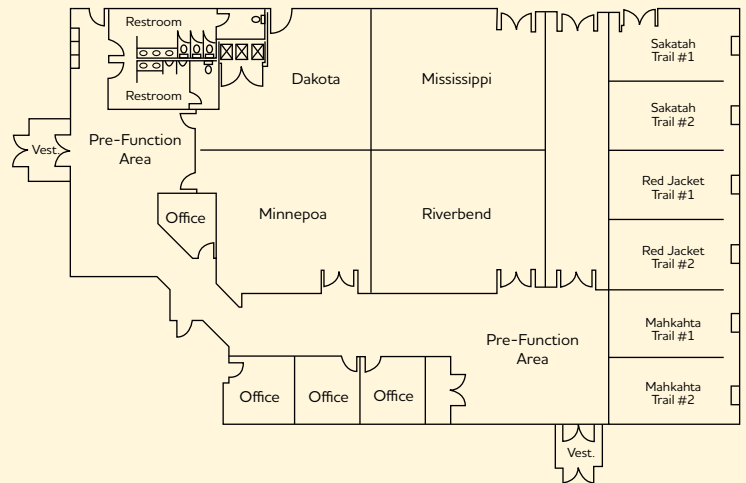 Restroom
Restroom
Dakota
Mississippi
Sakatah
Trail #1
Sakatah
Trail #2
Vest.
Pre-Function
Area
Red Jacket
Trail #1
Office
Minnepoa
Riverbend
Red Jacket
Trail #2
Mahkahta
Trail #1
Pre-Function
Area
Office
Office
Office
Mahkahta
Trail #2
Vest.